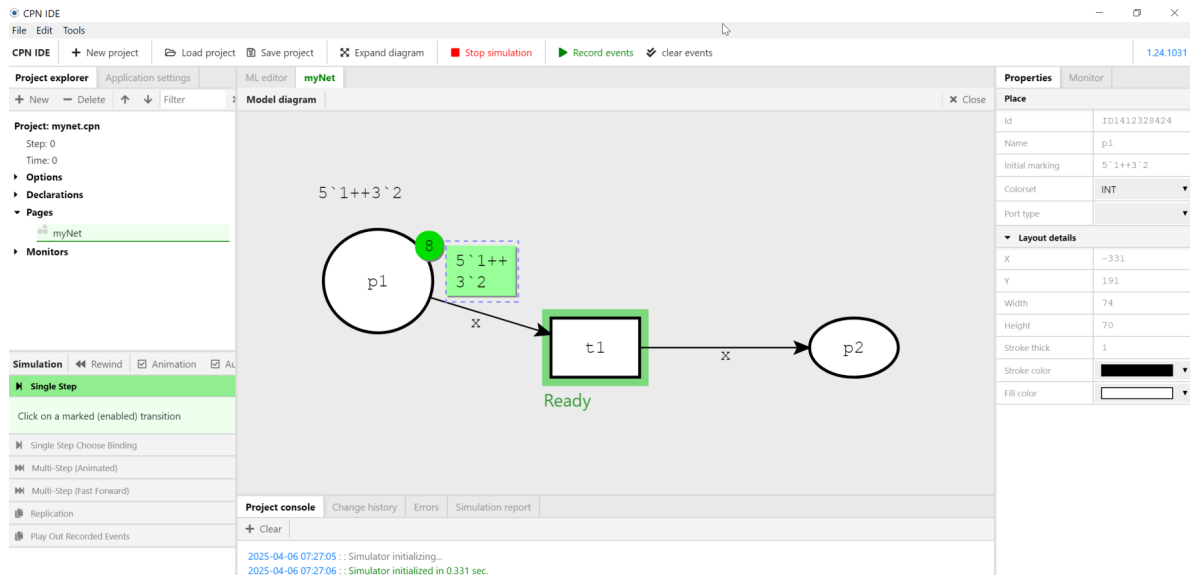 CPN IDE
File Edit Tools
CPN IDE New project Load project Save project Expand diagram Stop simulation Record events clear events 1.24.1031
Project explorer Application settings ML editor myNet Properties Monitor
New Delete Filter Model diagram Close Place
Project: mynet.cpn
Step: 0
Time: 0
Options
Declarations
Pages
myNet
Monitors
Simulation Rewind Animation Au
Single Step
Click on a marked (enabled) transition
Single Step Choose Binding
Multi-Step (Animated)
Multi-Step (Fast Forward)
Replication
Play Out Recorded Events
5`1++3`2
8
p1
5`1++
3`2
x
t1
x
p2
Ready
Id ID1412328424
Name p1
Initial marking 5`1++3`2
Colorset INT
Port type
Layout details
X -331
Y 191
Width 74
Height 70
Stroke thick 1
Stroke color
Fill color
Project console Change history Errors Simulation report
Clear
2025-04-06 07:27:05 : : Simulator initializing...
2025-04-06 07:27:06 : : Simulator initialized in 0.331 sec.